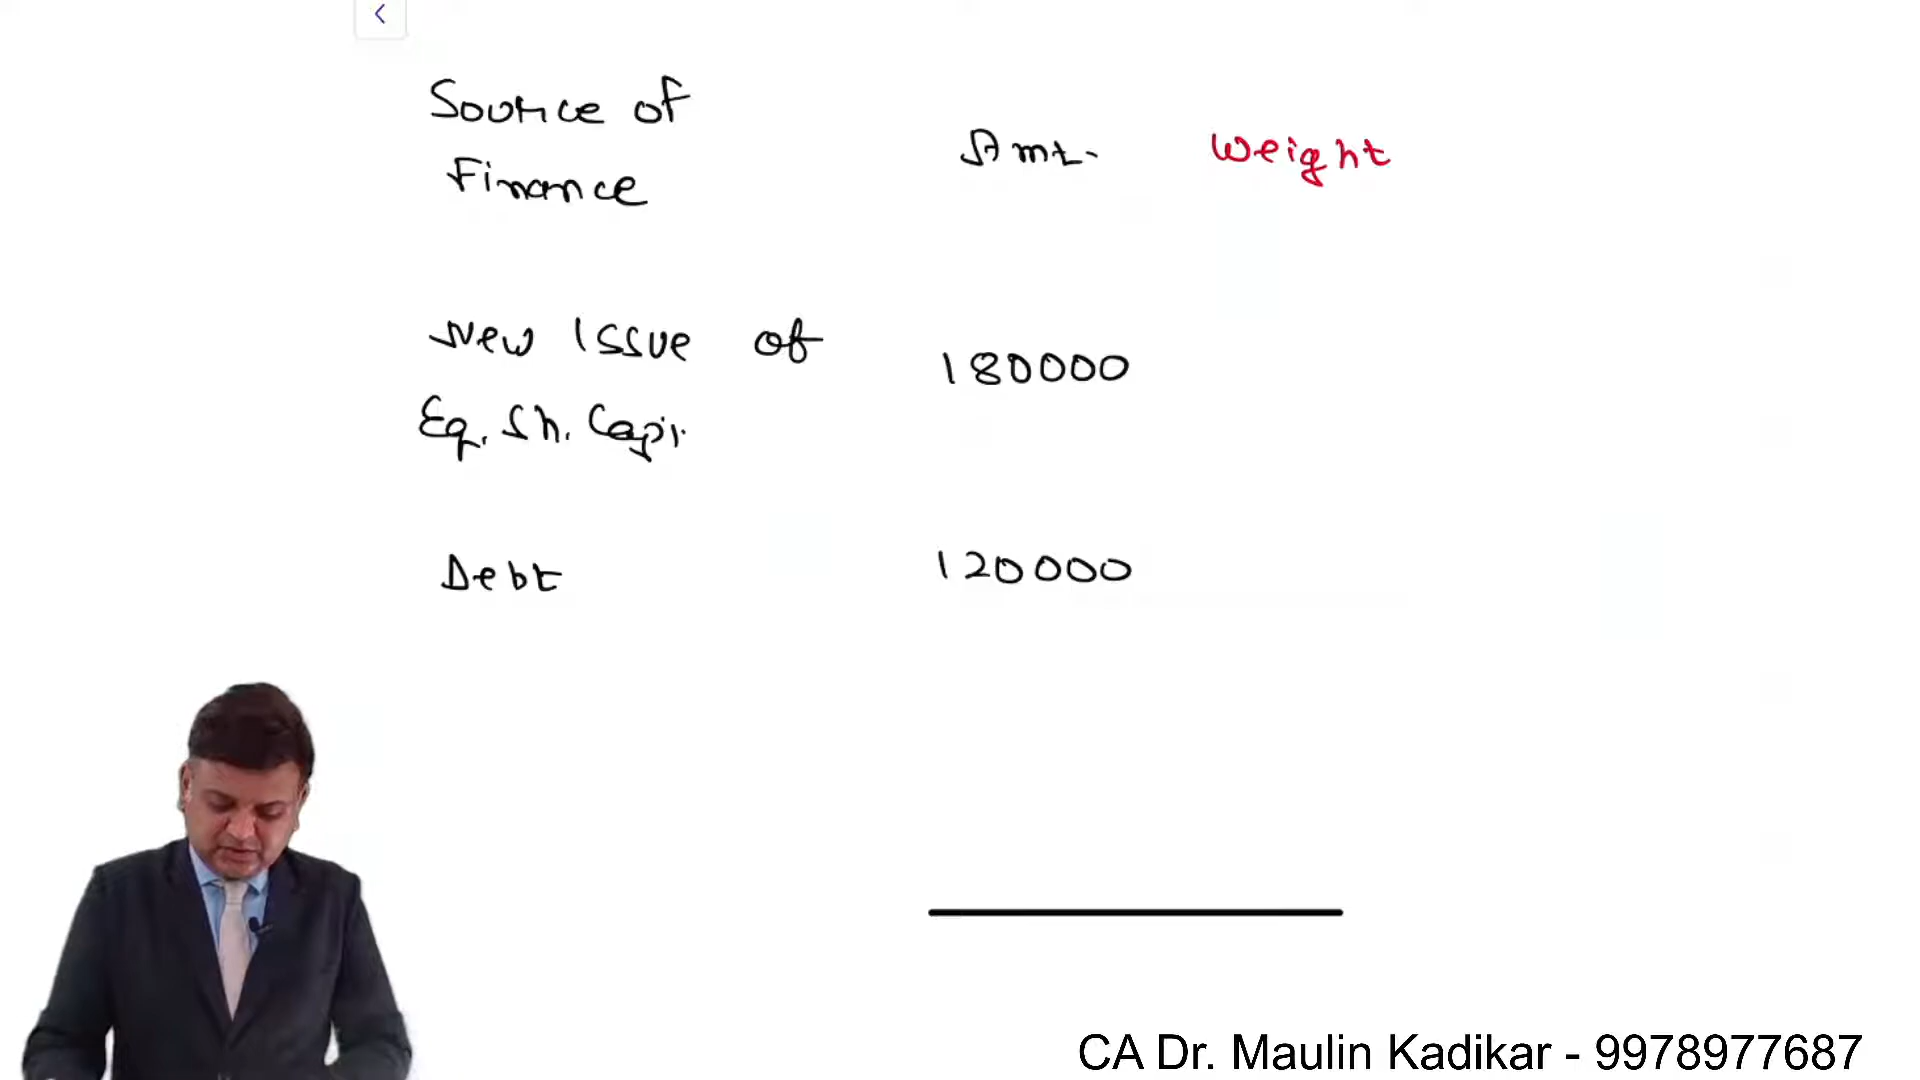 Source of
Finance
Amt.
Weight
New Issue of
Eq. Sh. Capi.
180000
Debt
120000
CA Dr. Maulin Kadikar - 9978977687